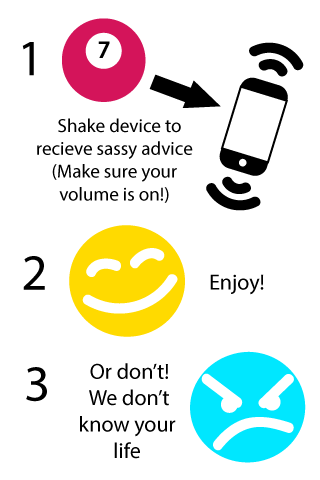 1
7
Shake device to
recieve sassy advice
(Make sure your
volume is on!)
2
Enjoy!
3
Or don't!
We don't
know your
life